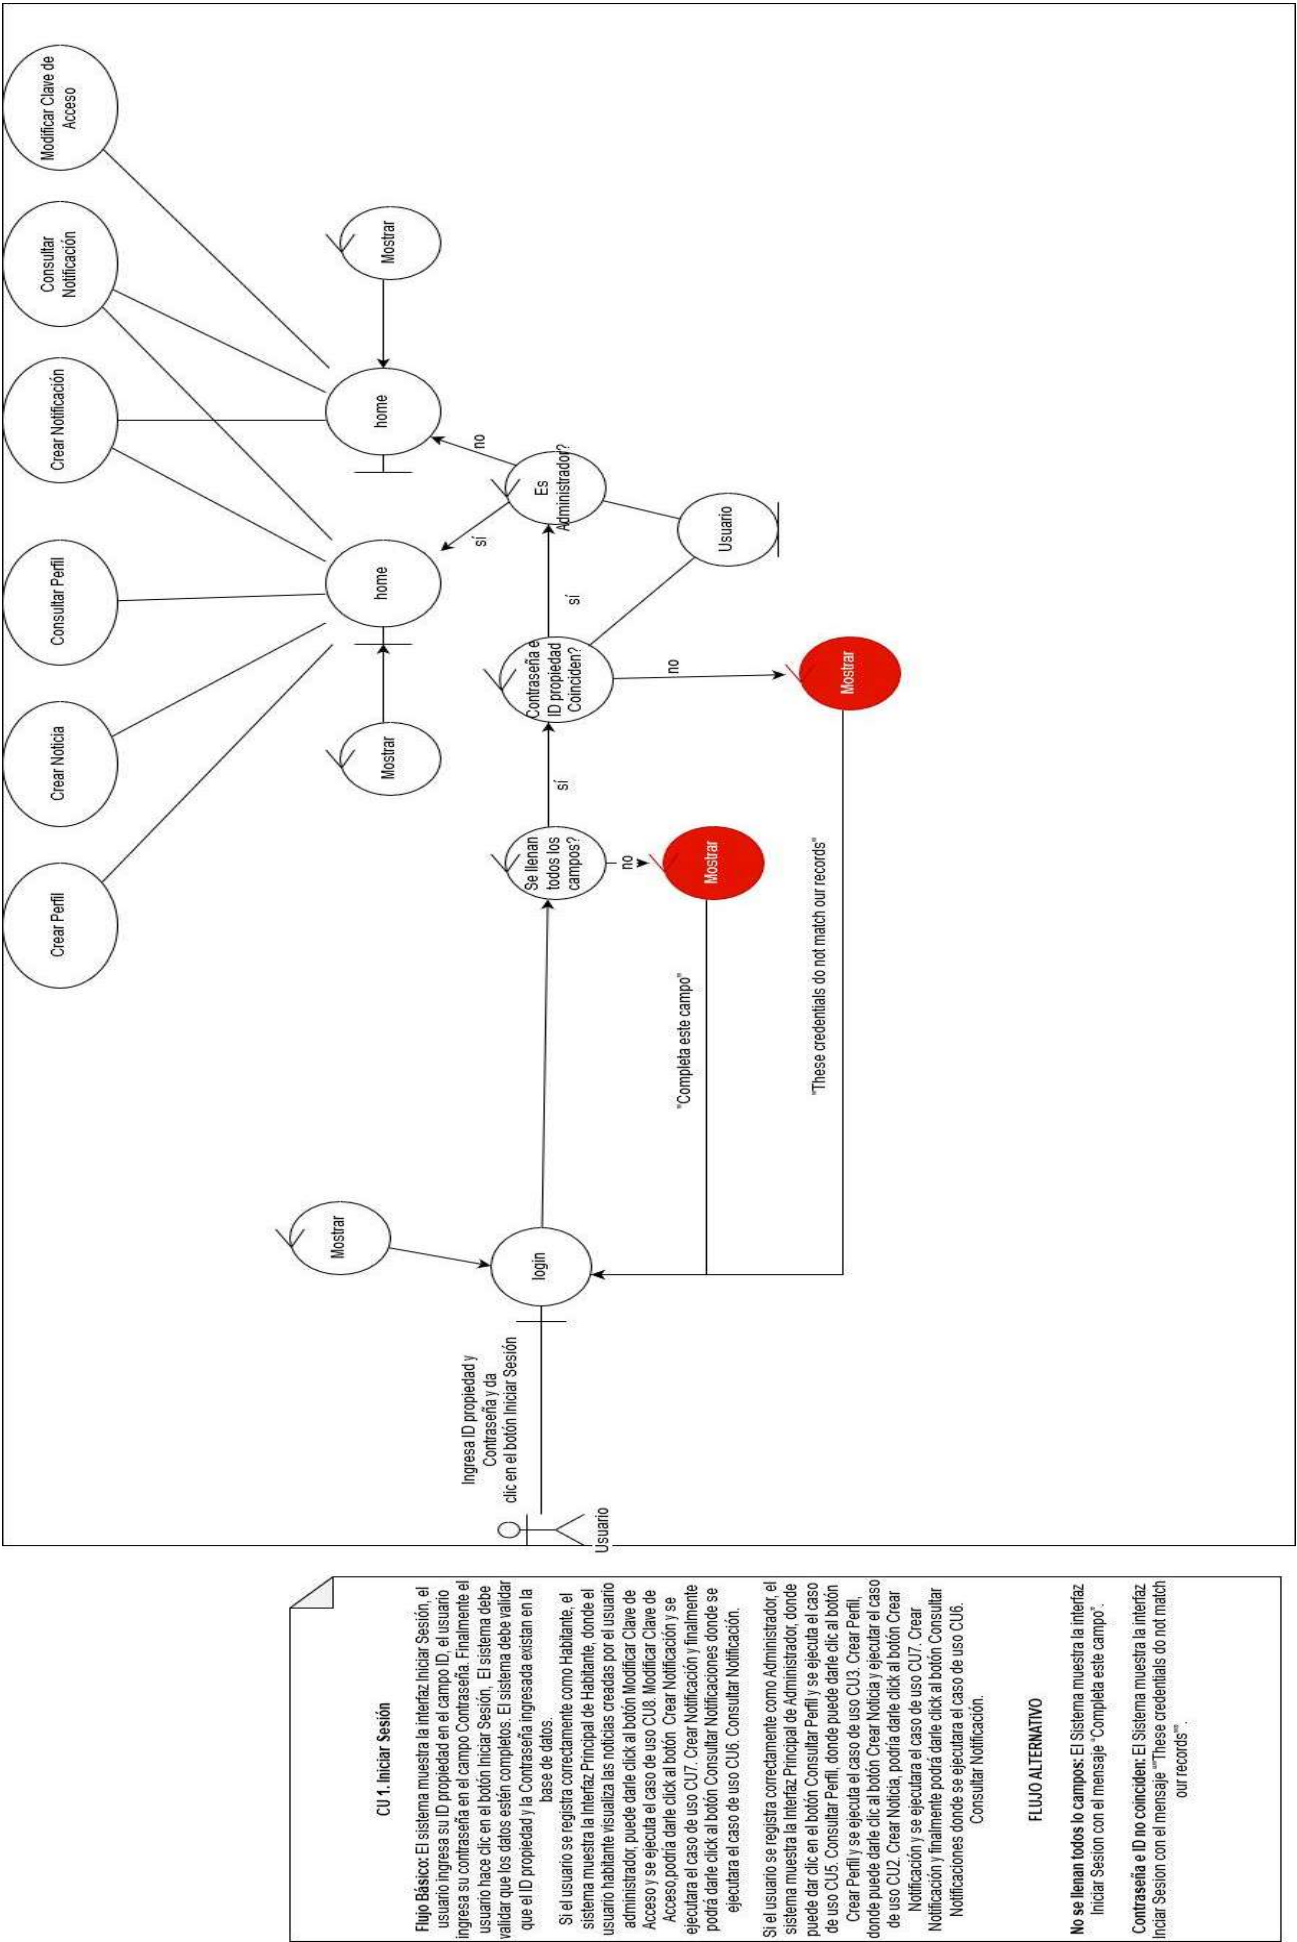 CU 1. Iniciar Sesión
Flujo Básico: El sistema muestra la interfaz Iniciar Sesión, el
usuario ingresa su ID propiedad en el campo ID, el usuario
ingresa su contraseña en el campo Contraseña. Finalmente el
usuario hace clic en el botón Iniciar Sesión, El sistema debe
validar que los datos estén completos. El sistema debe validar
que el ID propiedad y la Contraseña ingresada existan en la
base de datos.
Si el usuario se registra correctamente como Habitante, el
sistema muestra la Interfaz Principal de Habitante, donde el
usuario habitante visualiza las noticias creadas por el usuario
administrador, puede darle click al botón Modificar Clave de
Acceso y se ejecuta el caso de uso CU8. Modificar Clave de
Acceso,podría darle click al botón Crear Notificación y se
ejecutara el caso de uso CU7. Crear Notificación y finalmente
podrá darle click al botón Consultar Notificaciones donde se
ejecutara el caso de uso CU6. Consultar Notificación.
Si el usuario se registra correctamente como Administrador, el
sistema muestra la Interfaz Principal de Administrador, donde
puede dar clic en el botón Consultar Perfil y se ejecuta el caso
de uso CU5. Consultar Perfil, donde puede darle clic al botón
Crear Perfil y se ejecuta el caso de uso CU3. Crear Perfil,
donde puede darle clic al botón Crear Noticia y ejecutar el caso
de uso CU2. Crear Noticia, podría darle click al botón Crear
Notificación y se ejecutara el caso de uso CU7. Crear
Notificación y finalmente podrá darle click al botón Consultar
Notificaciones donde se ejecutara el caso de uso CU6.
Consultar Notificación.
FLUJO ALTERNATIVO
No se llenan todos lo campos: El Sistema muestra la interfaz
Iniciar Sesion con el mensaje "Completa este campo".
Contraseña e ID no coinciden: El Sistema muestra la interfaz
Inciar Sesion con el mensaje ""These credentials do not match
our records"" .
Crear Perfil
Crear Noticia
Consultar Perfil
Crear Notificación
Consultar
Notificación
Modificar Clave de
Acceso
Mostrar
home
home
Mostrar
Mostrar
Ingresa ID propiedad y
Contraseña y da
clic en el botón Iniciar Sesión
Usuario
login
Se llenan
todos los
campos?
sí
Contraseña e
ID propiedad
Coinciden?
sí
Es
Administrador?
sí
no
no
Mostrar
"Completa este campo"
no
Usuario
Mostrar
"These credentials do not match our records"